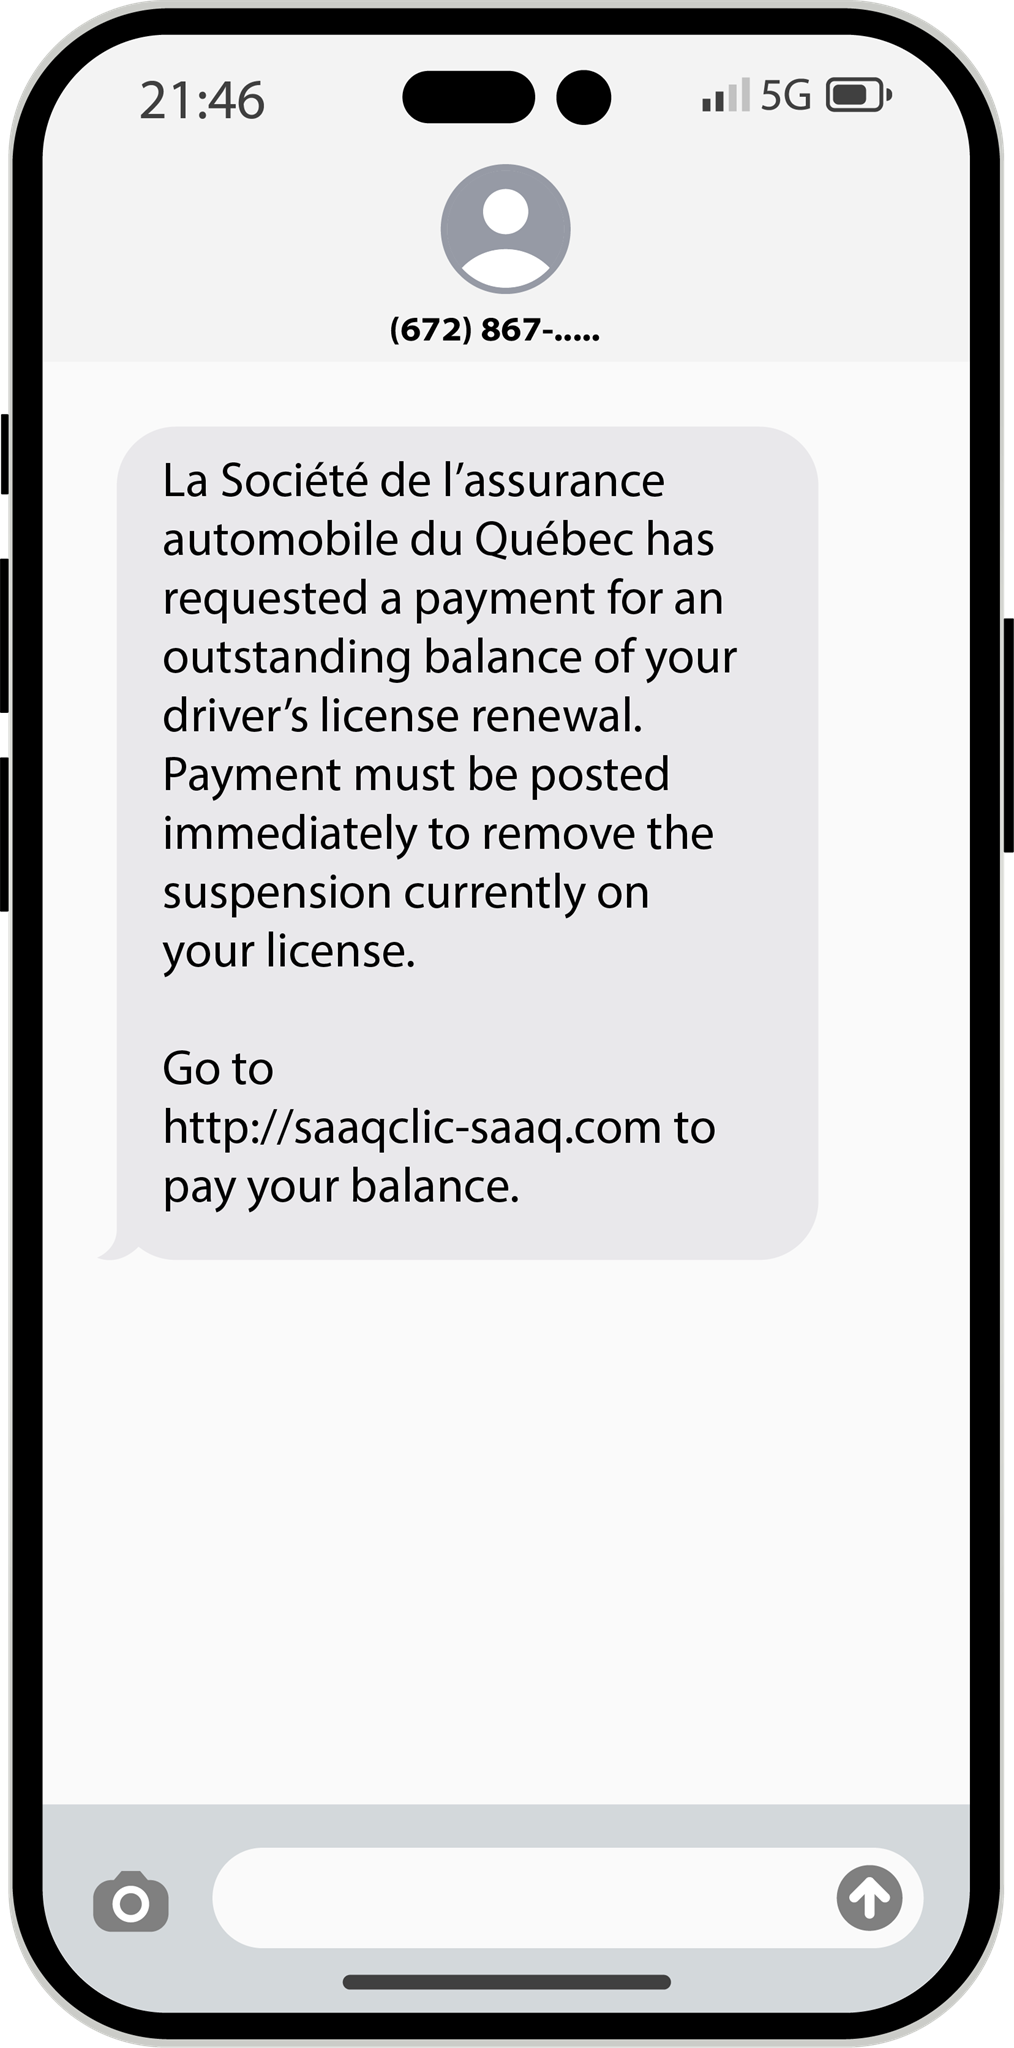 21:46
5G
(672) 867-.....
La Société de l’assurance
automobile du Québec has
requested a payment for an
outstanding balance of your
driver’s license renewal.
Payment must be posted
immediately to remove the
suspension currently on
your license.
Go to
http://saaqclic-saaq.com to
pay your balance.